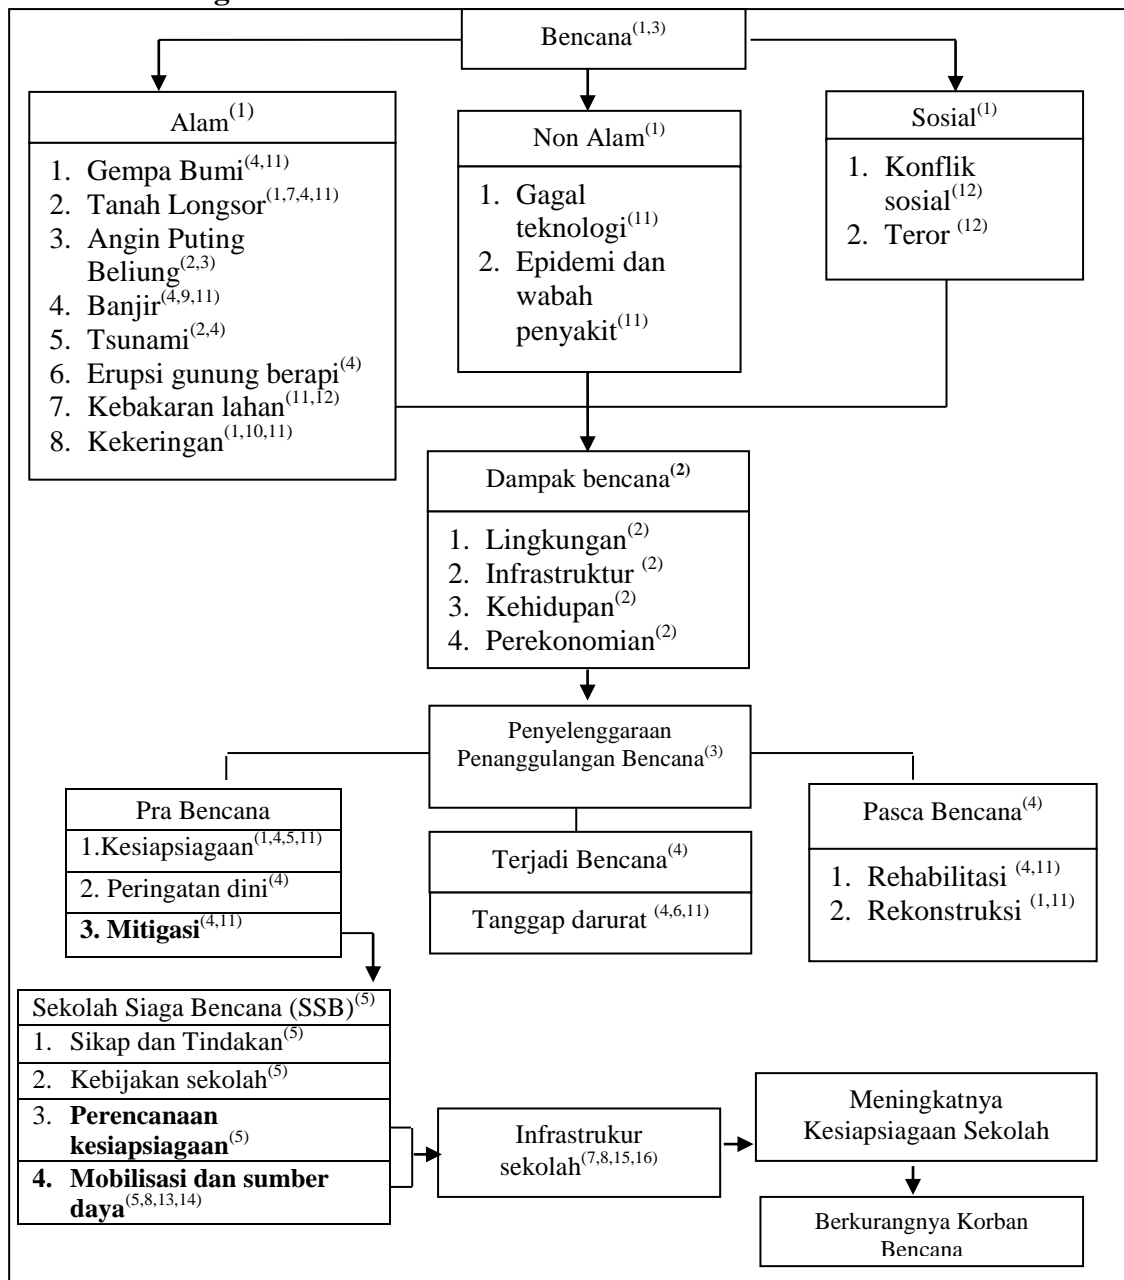 Bencana(1,3)
Alam(1)
1. Gempa Bumi(4,11)
2. Tanah Longsor(1,7,4,11)
3. Angin Puting
Beliung(2,3)
4. Banjir(4,9,11)
5. Tsunami(2,4)
6. Erupsi gunung berapi(4)
7. Kebakaran lahan(11,12)
8. Kekeringan(1,10,11)
Non Alam(1)
1. Gagal
teknologi(11)
2. Epidemi dan
wabah
penyakit(11)
Sosial(1)
1. Konflik
sosial(12)
2. Teror (12)
Dampak bencana(2)
1. Lingkungan(2)
2. Infrastruktur (2)
3. Kehidupan(2)
4. Perekonomian(2)
Penyelenggaraan
Penanggulangan Bencana(3)
Pra Bencana
1.Kesiapsiagaan(1,4,5,11)
2. Peringatan dini(4)
3. Mitigasi(4,11)
Terjadi Bencana(4)
Tanggap darurat (4,6,11)
Pasca Bencana(4)
1. Rehabilitasi (4,11)
2. Rekonstruksi (1,11)
Sekolah Siaga Bencana (SSB)(5)
1. Sikap dan Tindakan(5)
2. Kebijakan sekolah(5)
3. Perencanaan
kesiapsiagaan(5)
4. Mobilisasi dan sumber
daya(5,8,13,14)
Infrastrukur
sekolah(7,8,15,16)
Meningkatnya
Kesiapsiagaan Sekolah
Berkurangnya Korban
Bencana